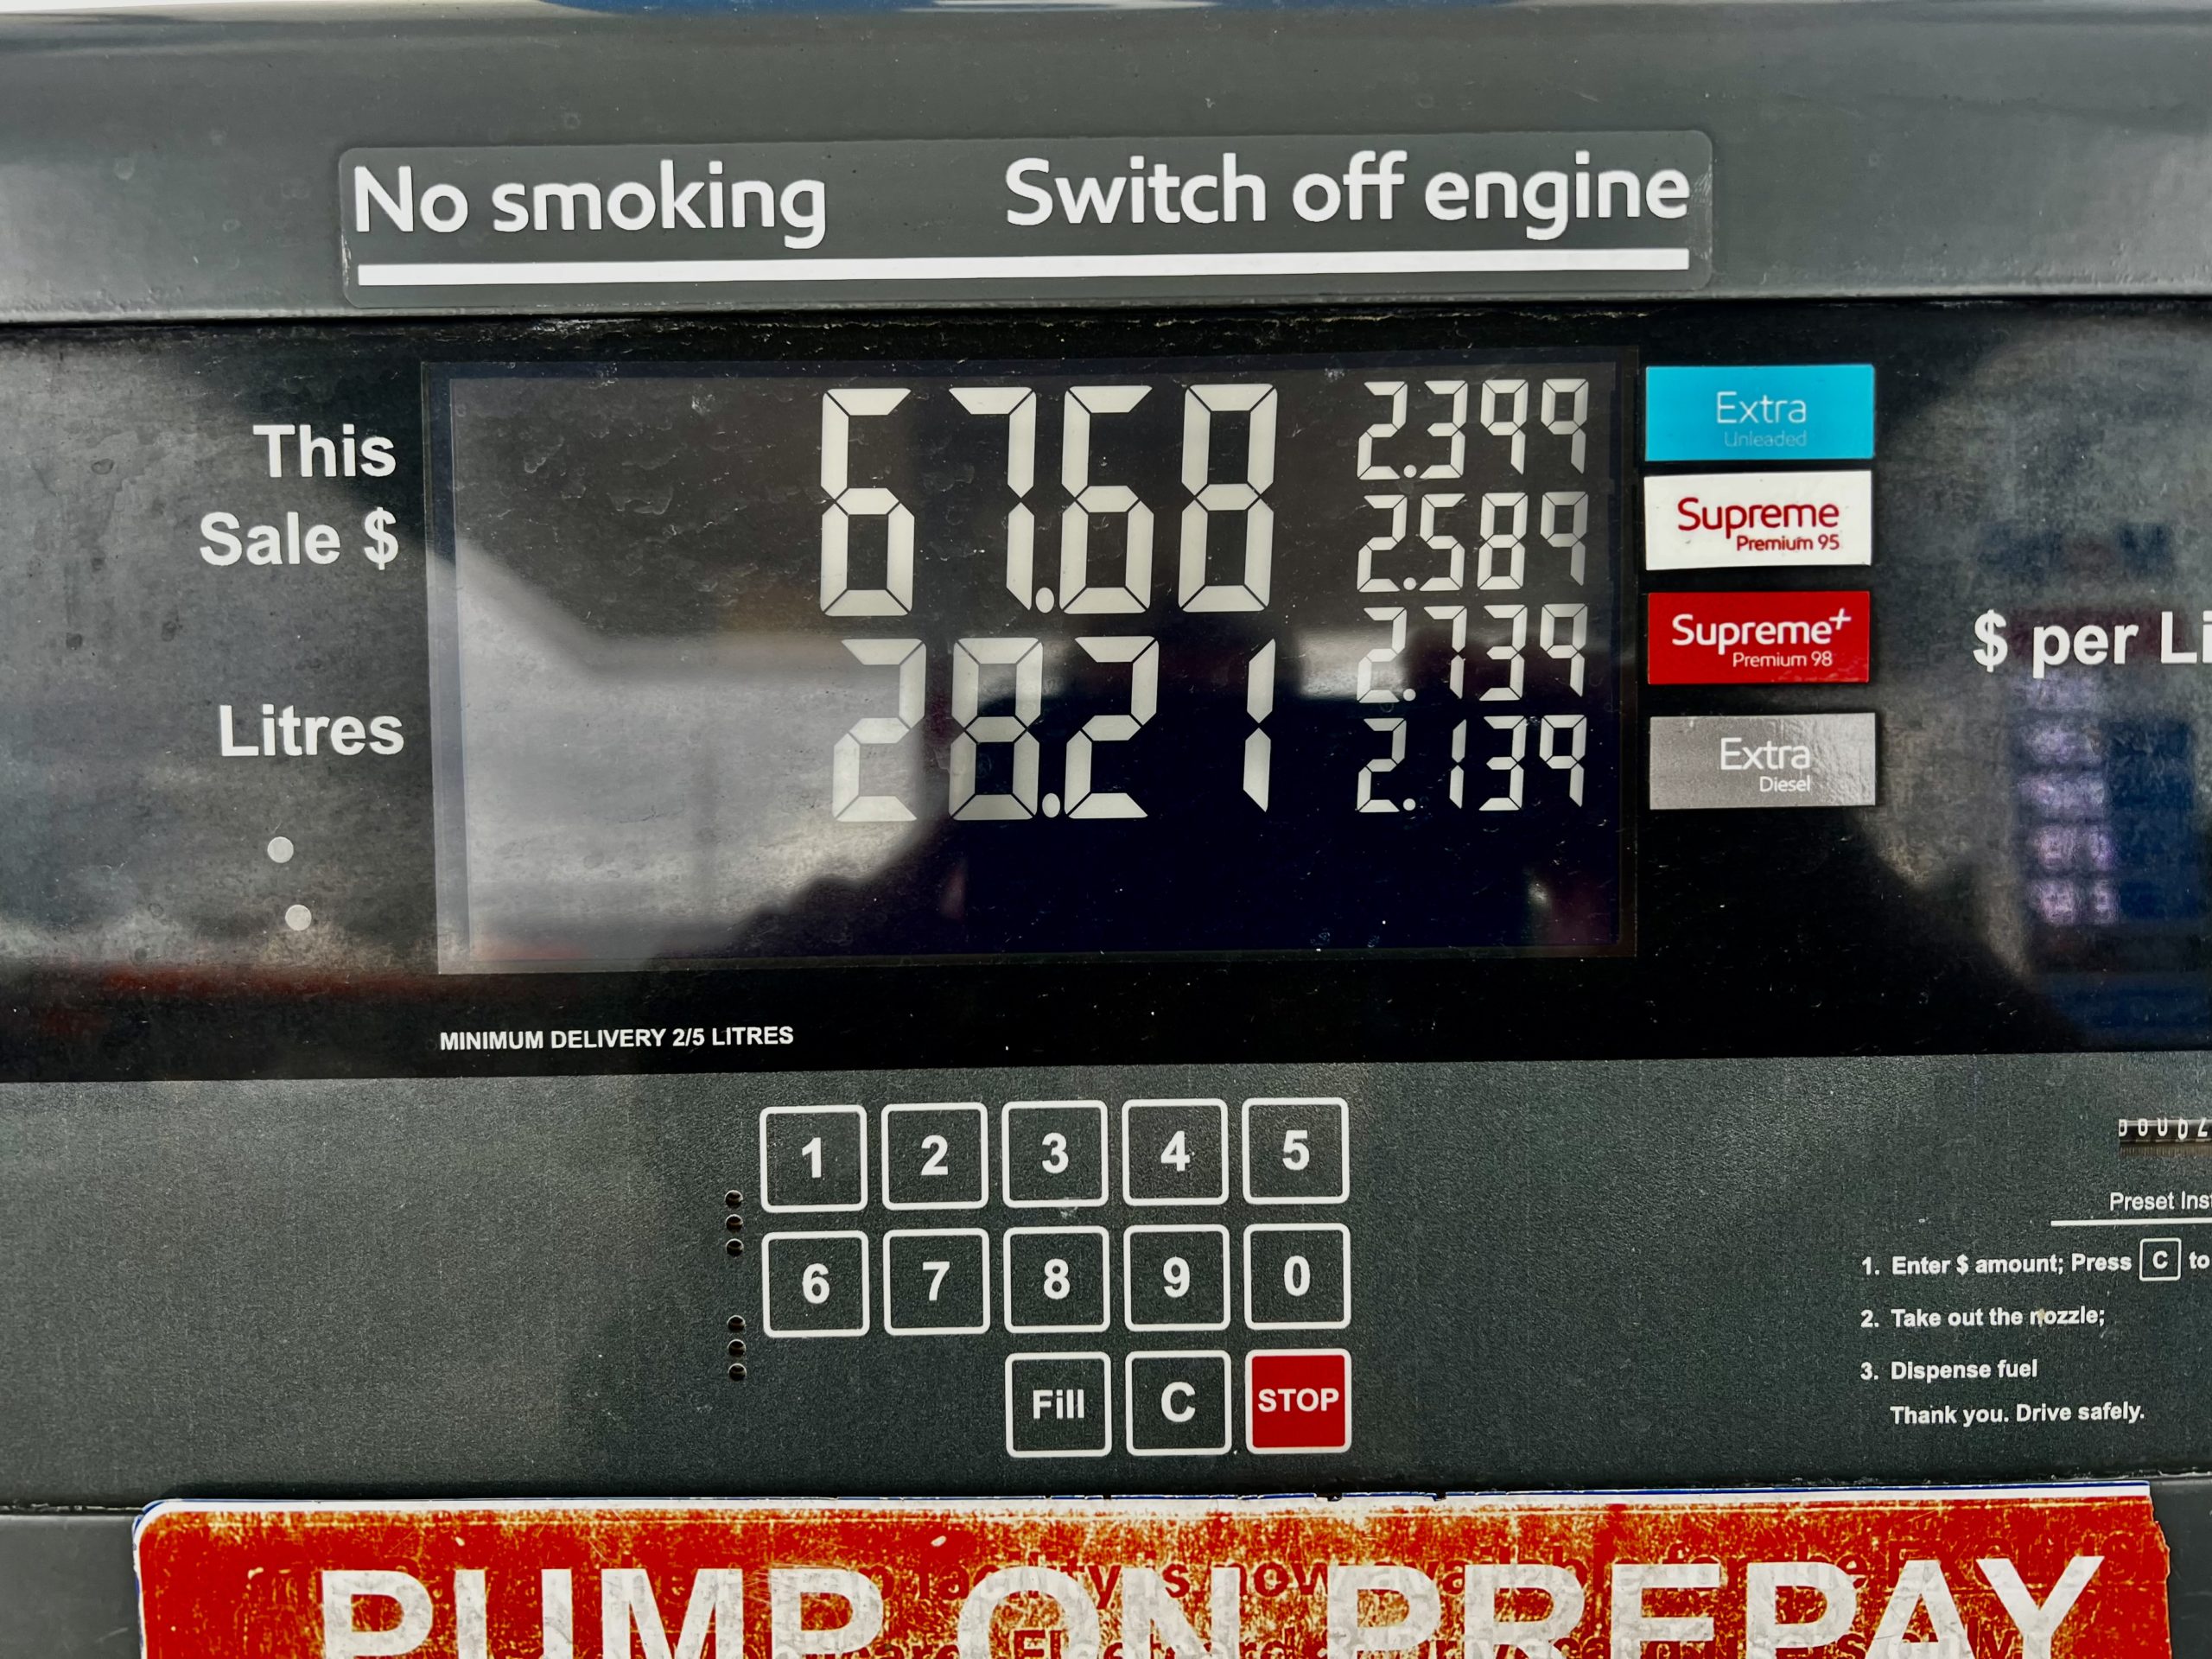 No smoking Switch off engine
This
Sale $
67.68
2.399
Extra
Unleaded
2.589
Supreme
Premium 95
2.739
Supreme+
Premium 98
$ per Li
Litres
28.21
2.139
Extra
Diesel
MINIMUM DELIVERY 2/5 LITRES
1 2 3 4 5
6 7 8 9 0
Fill C STOP
Preset Ins
1. Enter $ amount; Press C to
2. Take out the nozzle;
3. Dispense fuel
Thank you. Drive safely.
PUMP ON PREPAY